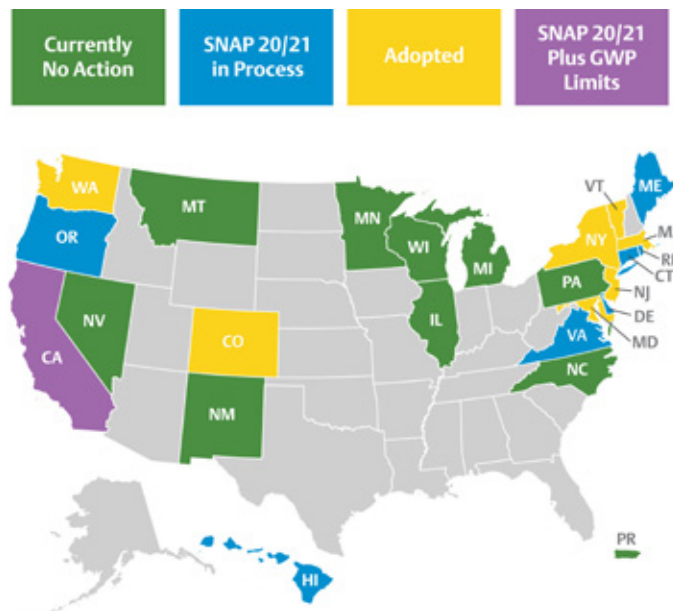 Currently
No Action
SNAP 20/21
in Process
Adopted
SNAP 20/21
Plus GWP
Limits
WA
MT
OR
MN
VT
ME
NY
M
WI
MI
RI
CT
NV
PA
NJ
CA
CO
IL
DE
VA
MD
NC
NM
PR
HI